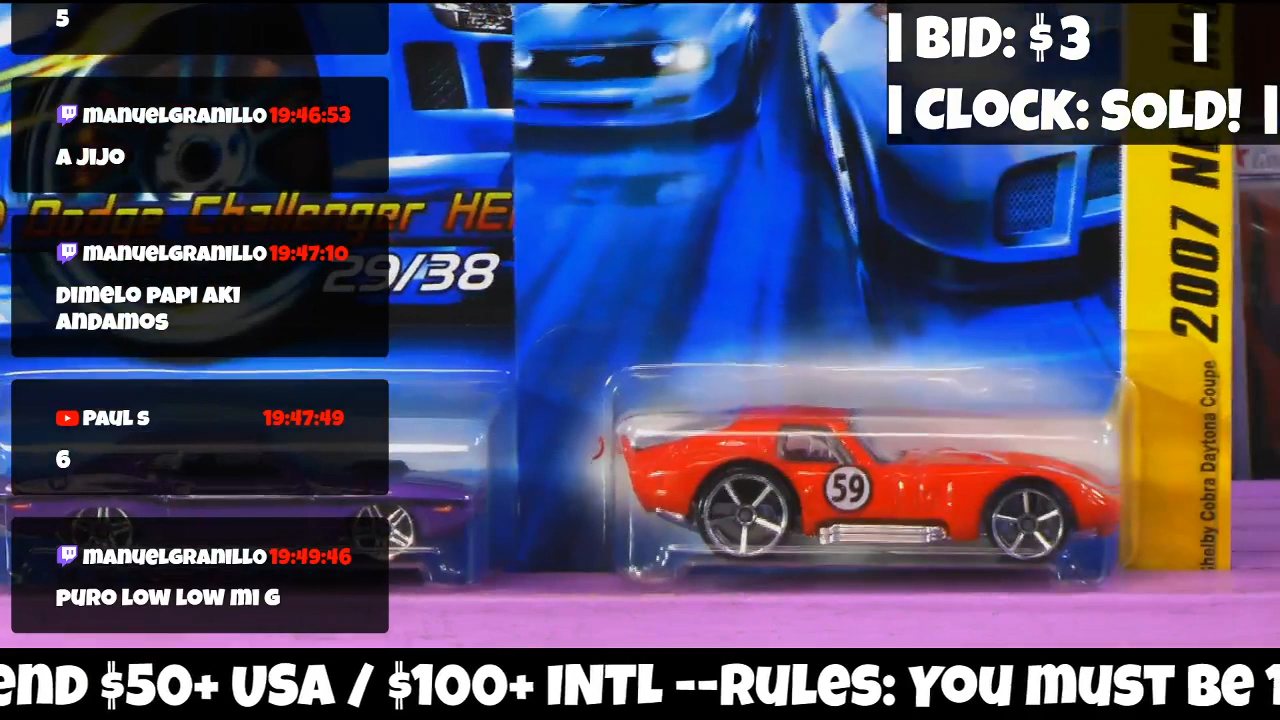 5
manuelgranillo 19:46:53
A JIJO
manuelgranillo 19:47:10
DIMELO PAPI AKI
ANDAMOS
PAUL S 19:47:49
6
manuelgranillo 19:49:46
PURO LOW LOW MI G
Dodge Challenger
29/38
| BID: $3 |
| CLOCK: SOLD! |
2007
Shelby Cobra Daytona Coupe
59
END $50+ USA / $100+ INTL --RULES: YOU MUST BE